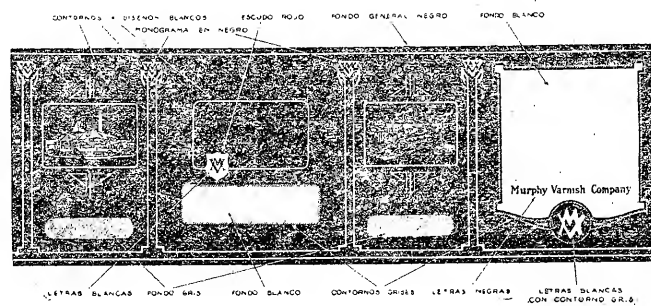 CONTORNOS Y DISEÑOS BLANCOS ESCUDO ROJO FONDO GENERAL NEGRO FONDO BLANCO
MONOGRAMA EN NEGRO
Murphy Varnish Company
LETRAS BLANCAS FONDO GRIS FONDO BLANCO CONTORNOS GRISES LETRAS NEGRAS LETRAS BLANCAS
CON CONTORNO GRIS